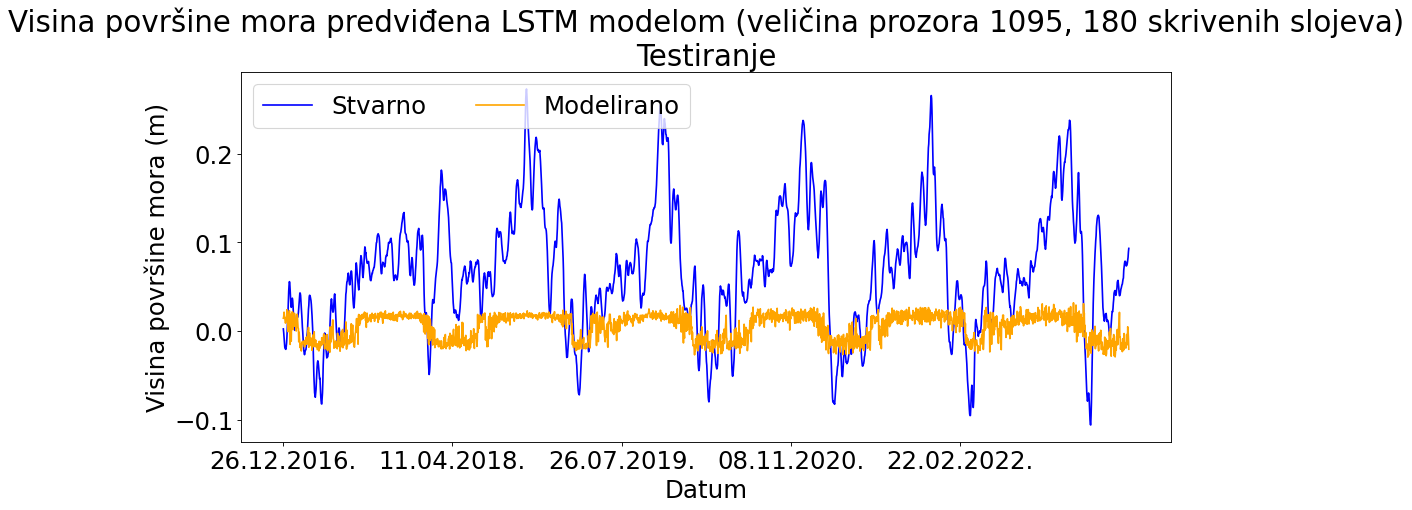 Visina površine mora predviđena LSTM modelom (veličina prozora 1095, 180 skrivenih slojeva)
Testiranje
Stvarno Modelirano
Visina površine mora (m)
0.2
0.1
0.0
−0.1
26.12.2016. 11.04.2018. 26.07.2019. 08.11.2020. 22.02.2022.
Datum